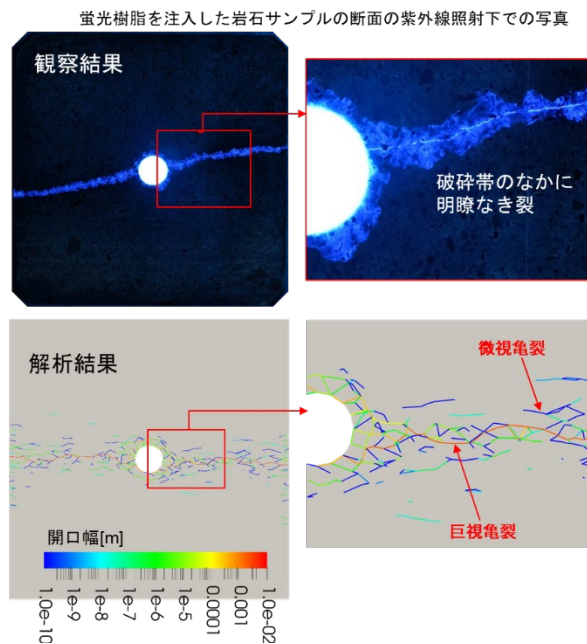 蛍光樹脂を注入した岩石サンプルの断面の紫外線照射下での写真
観察結果
破砕帯のなかに
明瞭なき裂
解析結果
微視亀裂
巨視亀裂
開口幅[m]
1.0e-10
1e-9
1e-8
1e-7
1e-6
1e-5
0.0001
0.001
1.0e-02